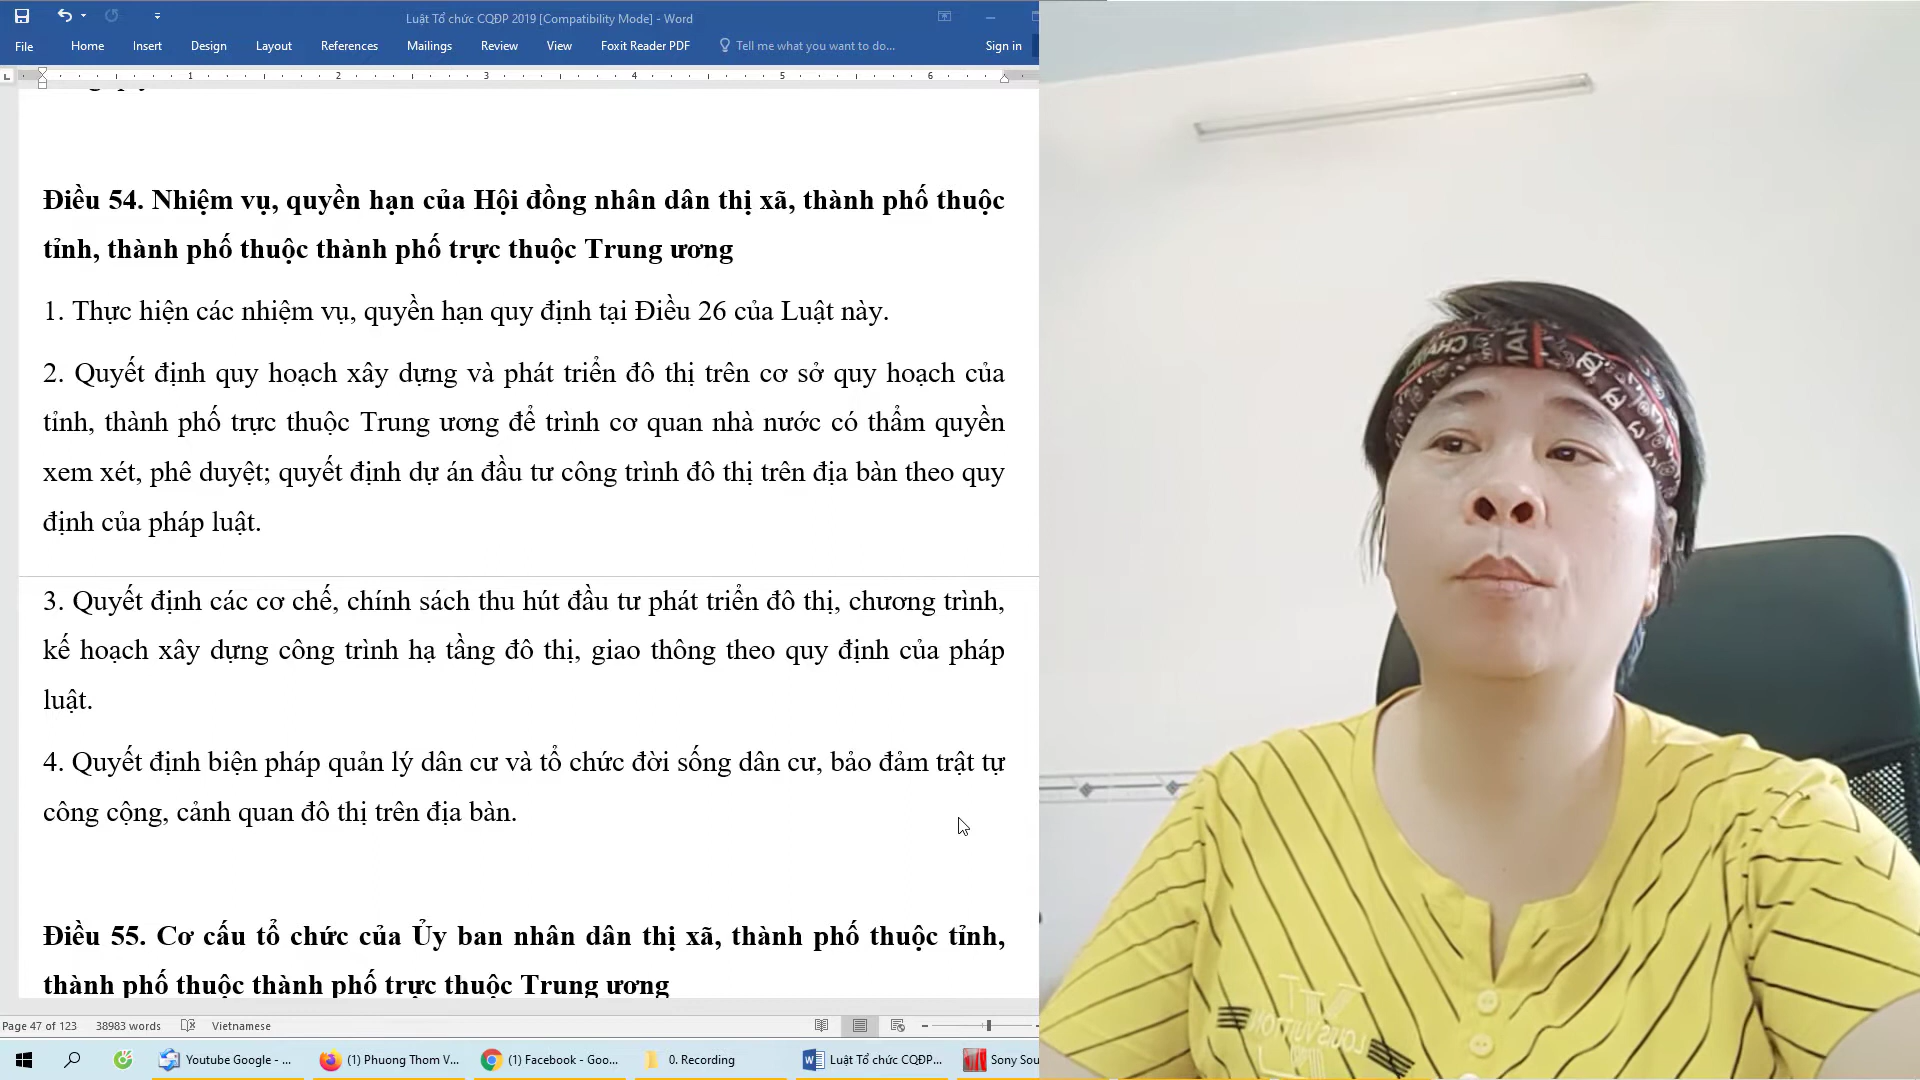 Luật Tổ chức CQĐP 2019 [Compatibility Mode] - Word
File Home Insert Design Layout References Mailings Review View Foxit Reader PDF Tell me what you want to do... Sign in
1 2 3 4 5 6
Điều 54. Nhiệm vụ, quyền hạn của Hội đồng nhân dân thị xã, thành phố thuộc
tỉnh, thành phố thuộc thành phố trực thuộc Trung ương
1. Thực hiện các nhiệm vụ, quyền hạn quy định tại Điều 26 của Luật này.
2. Quyết định quy hoạch xây dựng và phát triển đô thị trên cơ sở quy hoạch của
tỉnh, thành phố trực thuộc Trung ương để trình cơ quan nhà nước có thẩm quyền
xem xét, phê duyệt; quyết định dự án đầu tư công trình đô thị trên địa bàn theo quy
định của pháp luật.
3. Quyết định các cơ chế, chính sách thu hút đầu tư phát triển đô thị, chương trình,
kế hoạch xây dựng công trình hạ tầng đô thị, giao thông theo quy định của pháp
luật.
4. Quyết định biện pháp quản lý dân cư và tổ chức đời sống dân cư, bảo đảm trật tự
công cộng, cảnh quan đô thị trên địa bàn.
Điều 55. Cơ cấu tổ chức của Ủy ban nhân dân thị xã, thành phố thuộc tỉnh,
thành phố thuộc thành phố trực thuộc Trung ương
Page 47 of 123 38983 words Vietnamese
Youtube Google - ... (1) Phuong Thom V... (1) Facebook - Goo... 0. Recording Luật Tổ chức CQĐP... Sony Sou
LOUIS VUITTON